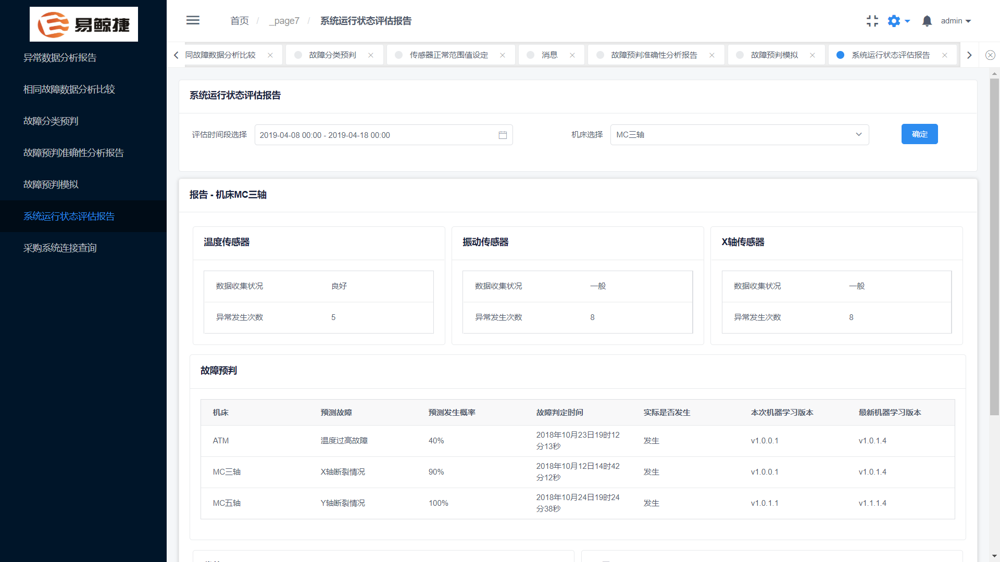 易鲸捷
异常数据分析报告
相同故障数据分析比较
故障分类预判
故障预判准确性分析报告
故障预判模拟
系统运行状态评估报告
采购系统连接查询
首页 / _page7 / 系统运行状态评估报告
admin
同故障数据分析比较 故障分类预判 传感器正常范围值设定 消息 故障预判准确性分析报告 故障预判模拟 系统运行状态评估报告
系统运行状态评估报告
评估时间段选择 2019-04-08 00:00 - 2019-04-18 00:00 机床选择 MC三轴 确定
报告 - 机床MC三轴
温度传感器
数据收集状况 良好
异常发生次数 5
振动传感器
数据收集状况 一般
异常发生次数 8
X轴传感器
数据收集状况 一般
异常发生次数 8
故障预判
机床 预测故障 预测发生概率 故障判定时间 实际是否发生 本次机器学习版本 最新机器学习版本
ATM 温度过高故障 40% 2018年10月23日19时12分13秒 发生 v1.0.0.1 v1.0.1.4
MC三轴 X轴断裂情况 90% 2018年10月12日14时42分12秒 发生 v1.0.0.1 v1.0.1.4
MC五轴 Y轴断裂情况 100% 2018年10月24日19时24分38秒 发生 v1.0.1.1 v1.1.1.4